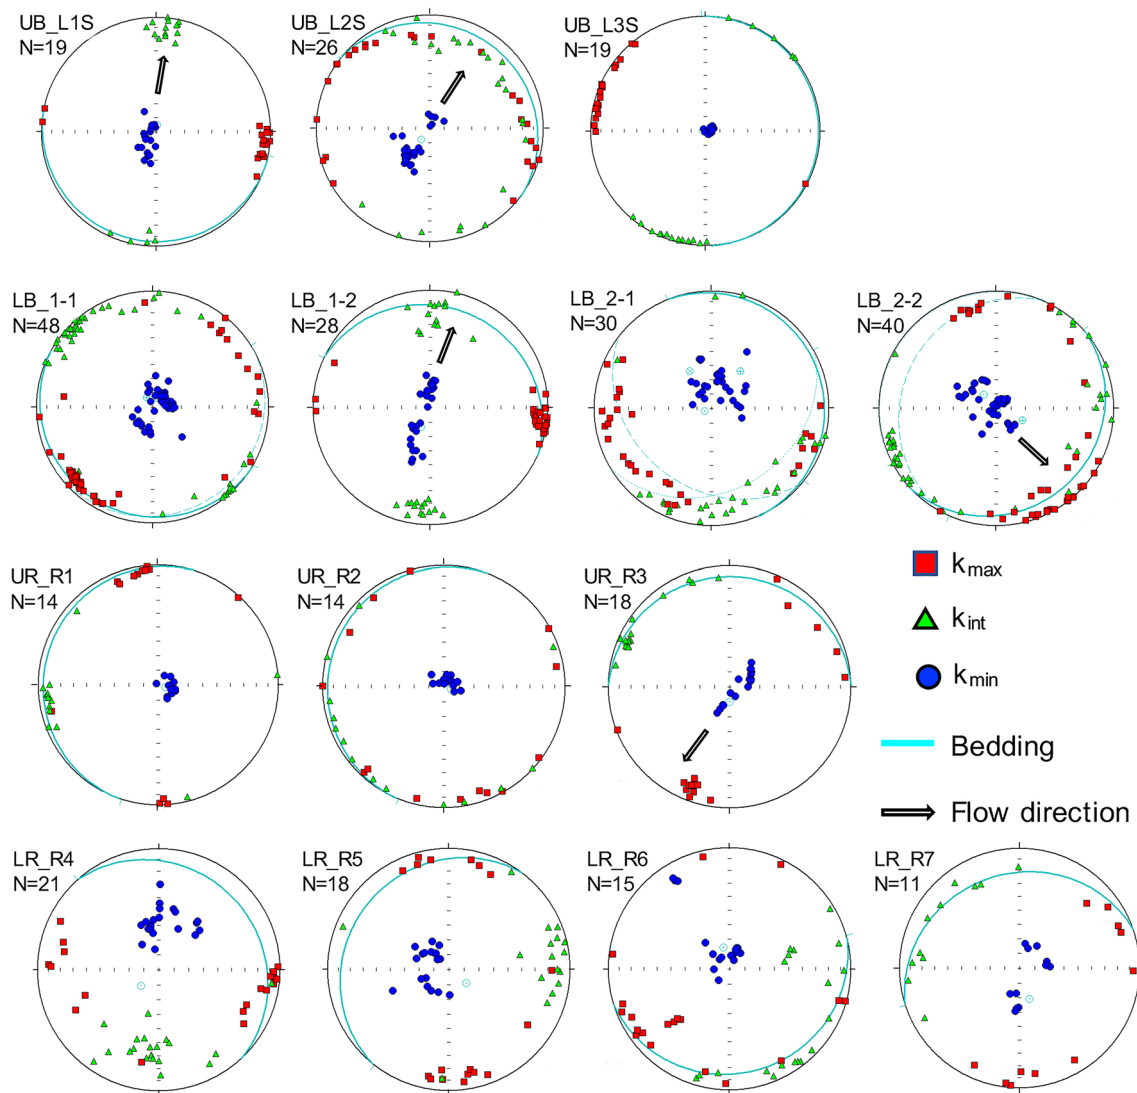 UB_L1S
N=19
UB_L2S
N=26
UB_L3S
N=19
LB_1-1
N=48
LB_1-2
N=28
LB_2-1
N=30
LB_2-2
N=40
UR_R1
N=14
UR_R2
N=14
UR_R3
N=18
kmax
kint
kmin
Bedding
Flow direction
LR_R4
N=21
LR_R5
N=18
LR_R6
N=15
LR_R7
N=11